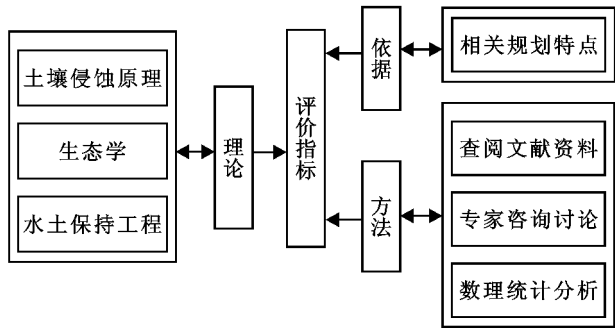 土壤侵蚀原理
生态学
水土保持工程
理论
评价指标
依据
方法
相关规划特点
查阅文献资料
专家咨询讨论
数理统计分析